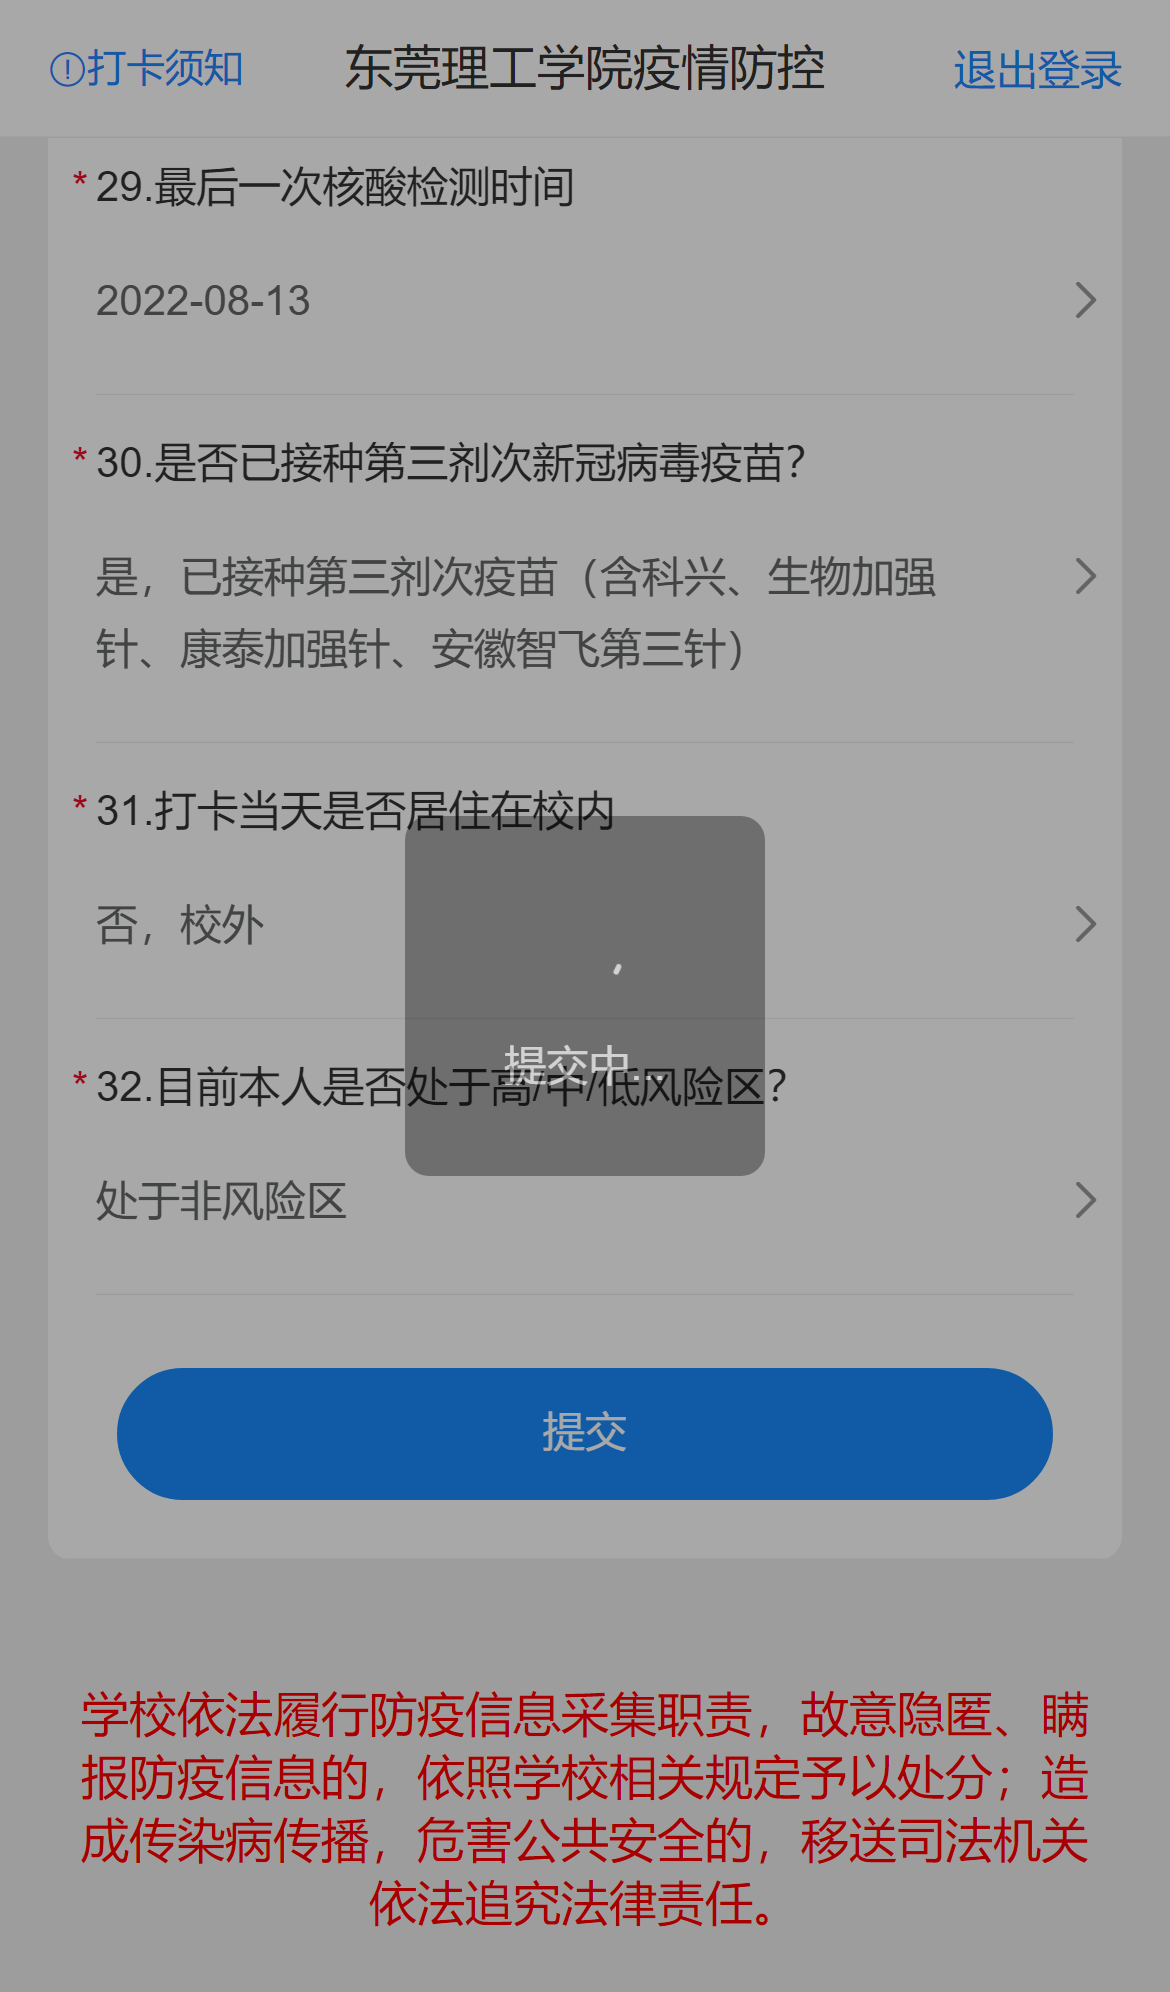 打卡须知 东莞理工学院疫情防控 退出登录
* 29.最后一次核酸检测时间
2022-08-13
* 30.是否已接种第三剂次新冠病毒疫苗?
是，已接种第三剂次疫苗（含科兴、生物加强
针、康泰加强针、安徽智飞第三针）
* 31.打卡当天是否居住在校内
否，校外
提交中...
* 32.目前本人是否处于高/中/低风险区?
处于非风险区
提交
学校依法履行防疫信息采集职责，故意隐匿、瞒
报防疫信息的，依照学校相关规定予以处分；造
成传染病传播，危害公共安全的，移送司法机关
依法追究法律责任。